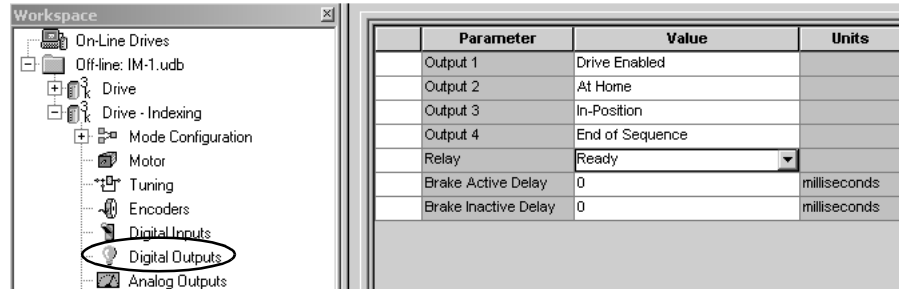 Workspace
On-Line Drives
Off-line: IM-1.udb
3k Drive
3k Drive - Indexing
Mode Configuration
Motor
Tuning
Encoders
Digital Inputs
Digital Outputs
Analog Outputs
Parameter Value Units
Output 1 Drive Enabled
Output 2 At Home
Output 3 In-Position
Output 4 End of Sequence
Relay Ready
Brake Active Delay 0 milliseconds
Brake Inactive Delay 0 milliseconds